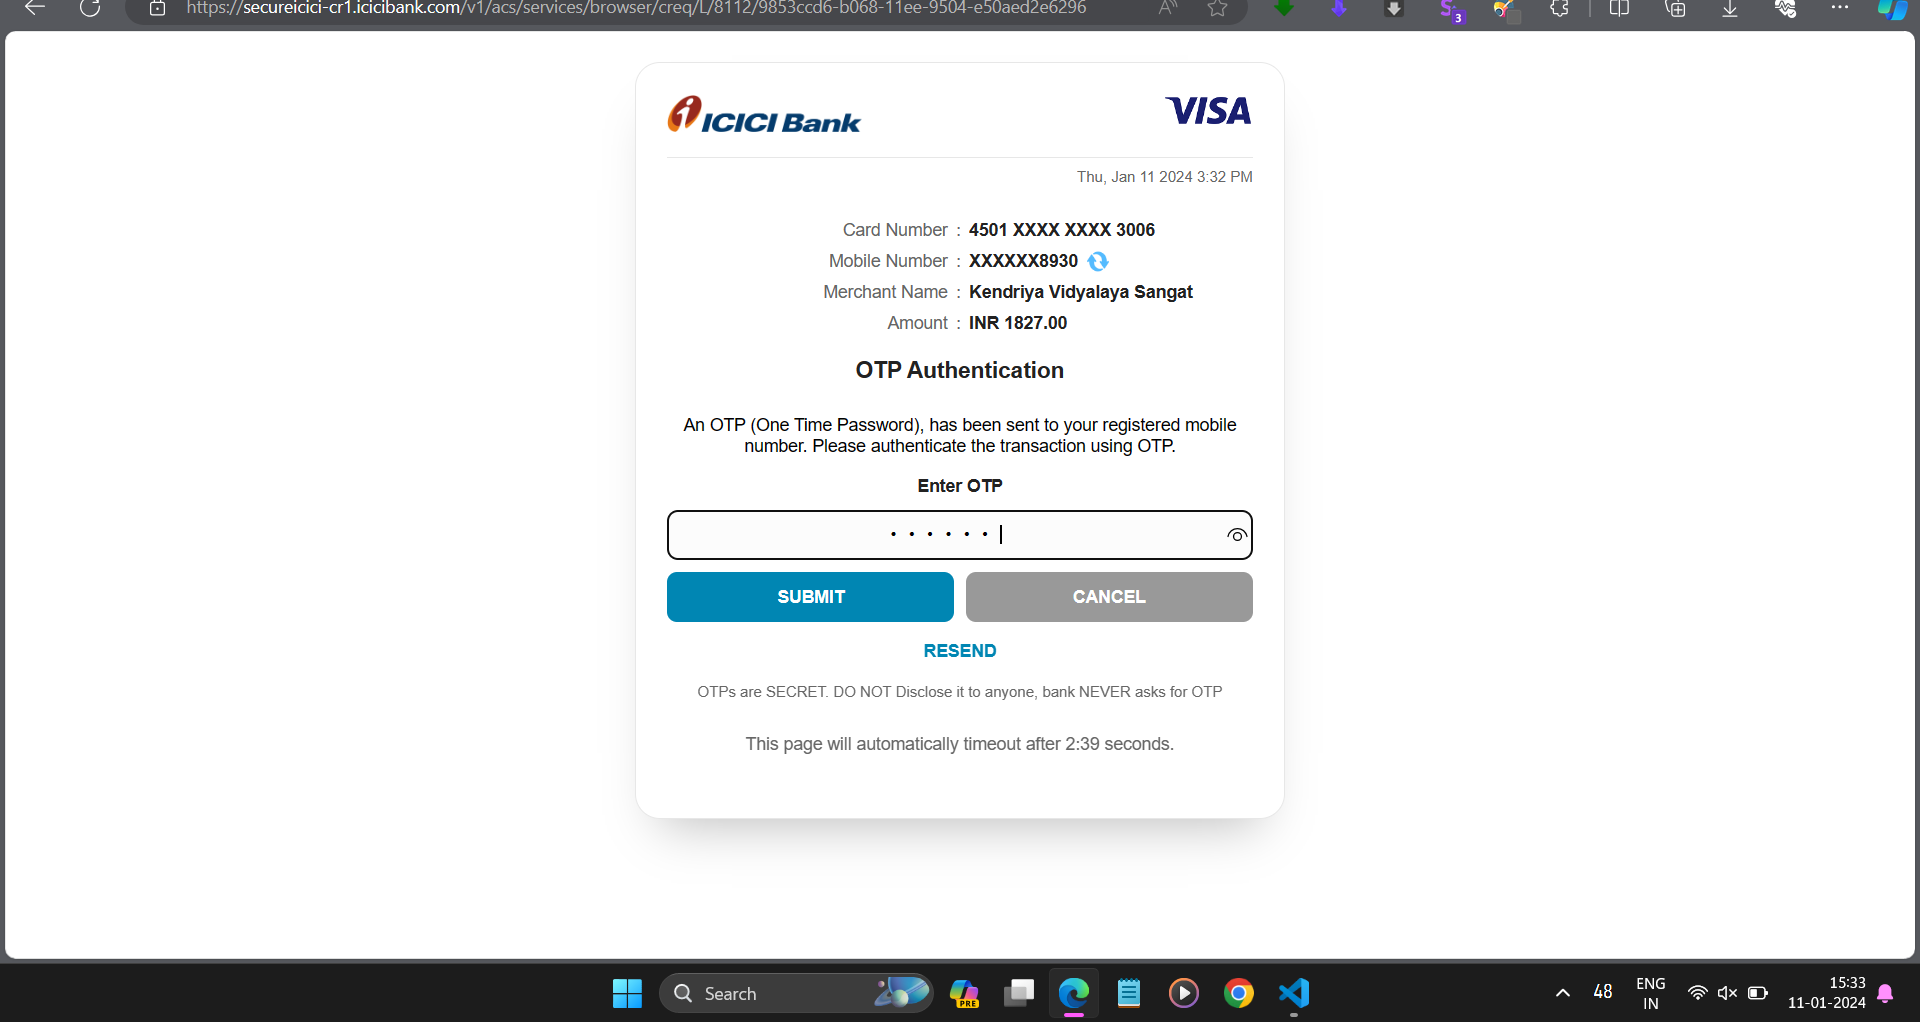 https://secureicici-cr1.icicibank.com/v1/acs/services/browser/creq/L/8112/9853ccd6-b068-11ee-9504-e50aed2e6296
3
ICICI Bank
VISA
Thu, Jan 11 2024 3:32 PM
Card Number : 4501 XXXX XXXX 3006
Mobile Number : XXXXXX8930
Merchant Name : Kendriya Vidyalaya Sangat
Amount : INR 1827.00
OTP Authentication
An OTP (One Time Password), has been sent to your registered mobile
number. Please authenticate the transaction using OTP.
Enter OTP
SUBMIT
CANCEL
RESEND
OTPs are SECRET. DO NOT Disclose it to anyone, bank NEVER asks for OTP
This page will automatically timeout after 2:39 seconds.
Search
PRE
48
ENG
IN
15:33
11-01-2024